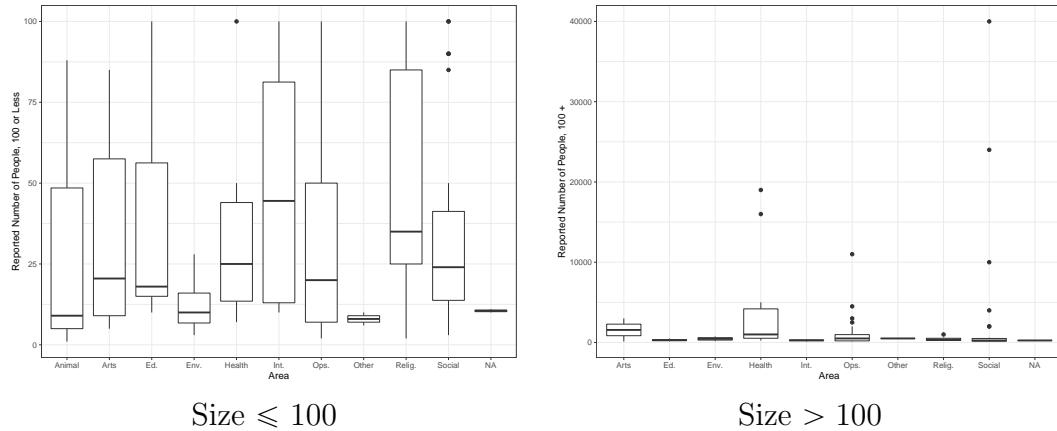 Reported Number of People, 100 or Less
100
75
50
25
0
Animal Arts Ed. Env. Health Int. Ops. Other Relig. Social NA
Area
Size ⩽ 100
Reported Number of People, 100 +
40000
30000
20000
10000
0
Arts Ed. Env. Health Int. Ops. Other Relig. Social NA
Area
Size > 100